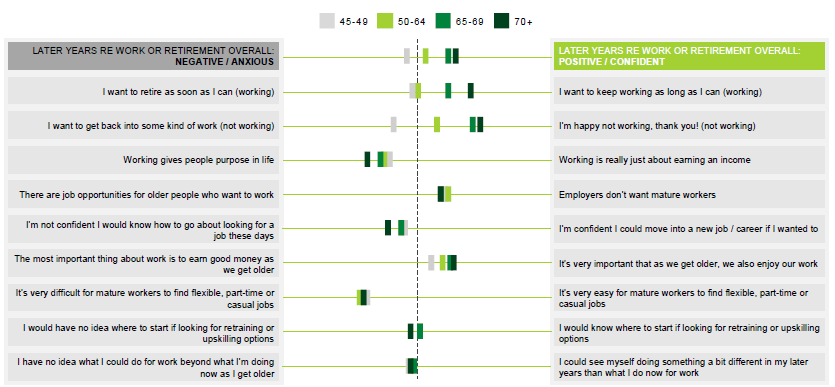 45-49 50-64 65-69 70+
LATER YEARS RE WORK OR RETIREMENT OVERALL:
NEGATIVE / ANXIOUS
LATER YEARS RE WORK OR RETIREMENT OVERALL:
POSITIVE / CONFIDENT
I want to retire as soon as I can (working)
I want to keep working as long as I can (working)
I want to get back into some kind of work (not working)
I'm happy not working, thank you! (not working)
Working gives people purpose in life
Working is really just about earning an income
There are job opportunities for older people who want to work
Employers don't want mature workers
I'm not confident I would know how to go about looking for a
job these days
I'm confident I could move into a new job / career if I wanted to
The most important thing about work is to earn good money as
we get older
It's very important that as we get older, we also enjoy our work
It's very difficult for mature workers to find flexible, part-time or
casual jobs
It's very easy for mature workers to find flexible, part-time or
casual jobs
I would have no idea where to start if looking for retraining or
upskilling options
I would know where to start if looking for retraining or upskilling
options
I have no idea what I could do for work beyond what I'm doing
now as I get older
I could see myself doing something a bit different in my later
years than what I do now for work